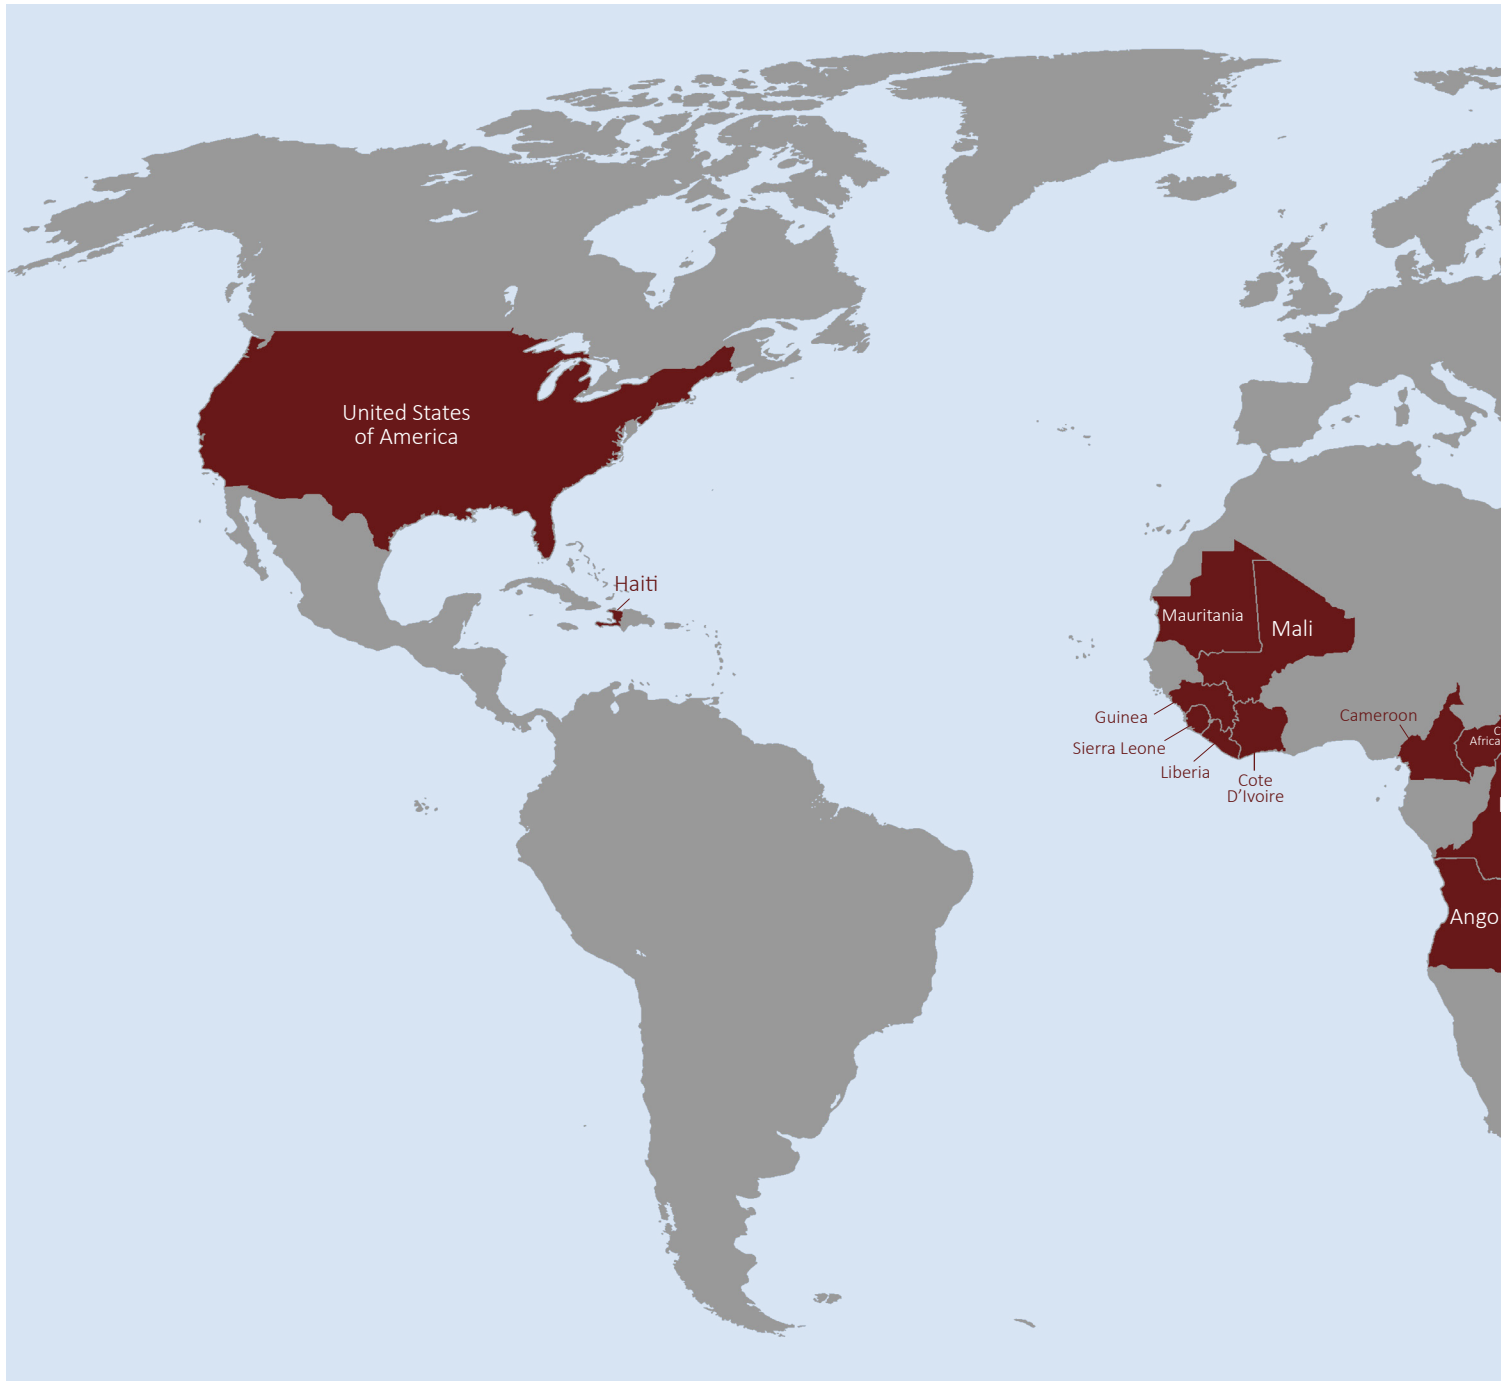 United States
of America
Haiti
Mauritania
Mali
Guinea
Sierra Leone
Liberia
Cote
D'Ivoire
Cameroon
C
Africa
Ango